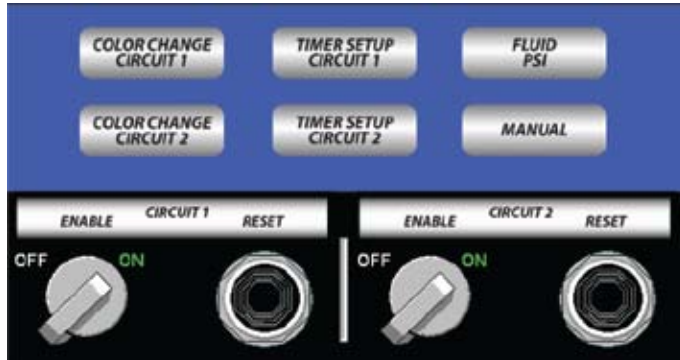 COLOR CHANGE
CIRCUIT 1
TIMER SETUP
CIRCUIT 1
FLUID
PSI
COLOR CHANGE
CIRCUIT 2
TIMER SETUP
CIRCUIT 2
MANUAL
CIRCUIT 1
ENABLE
RESET
OFF
ON
CIRCUIT 2
ENABLE
RESET
OFF
ON